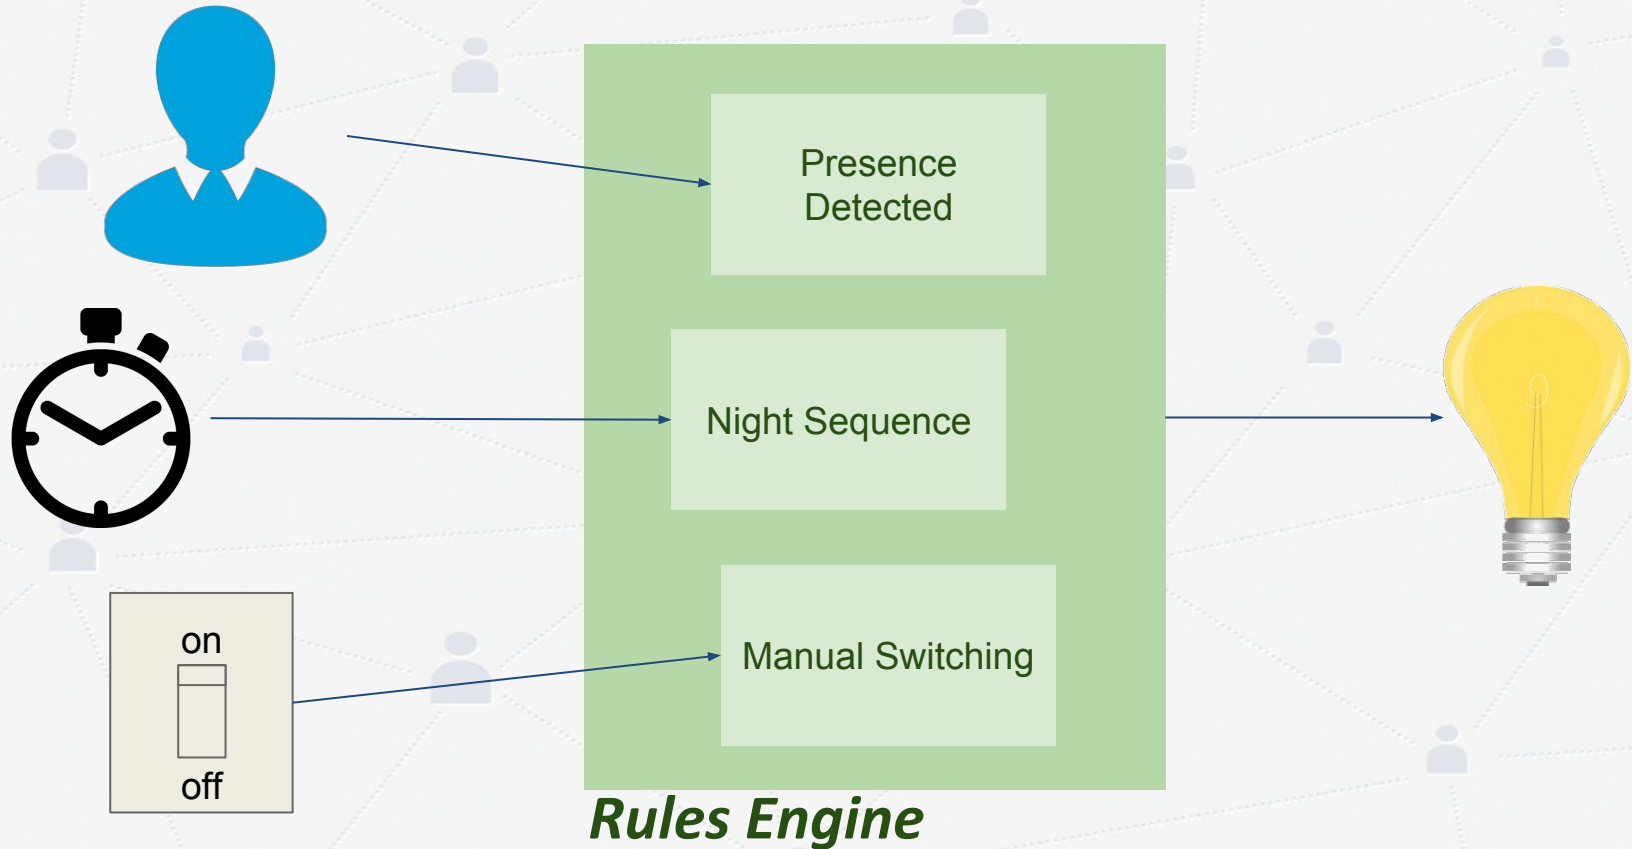 Presence
Detected
Night Sequence
on
off
Manual Switching
Rules Engine